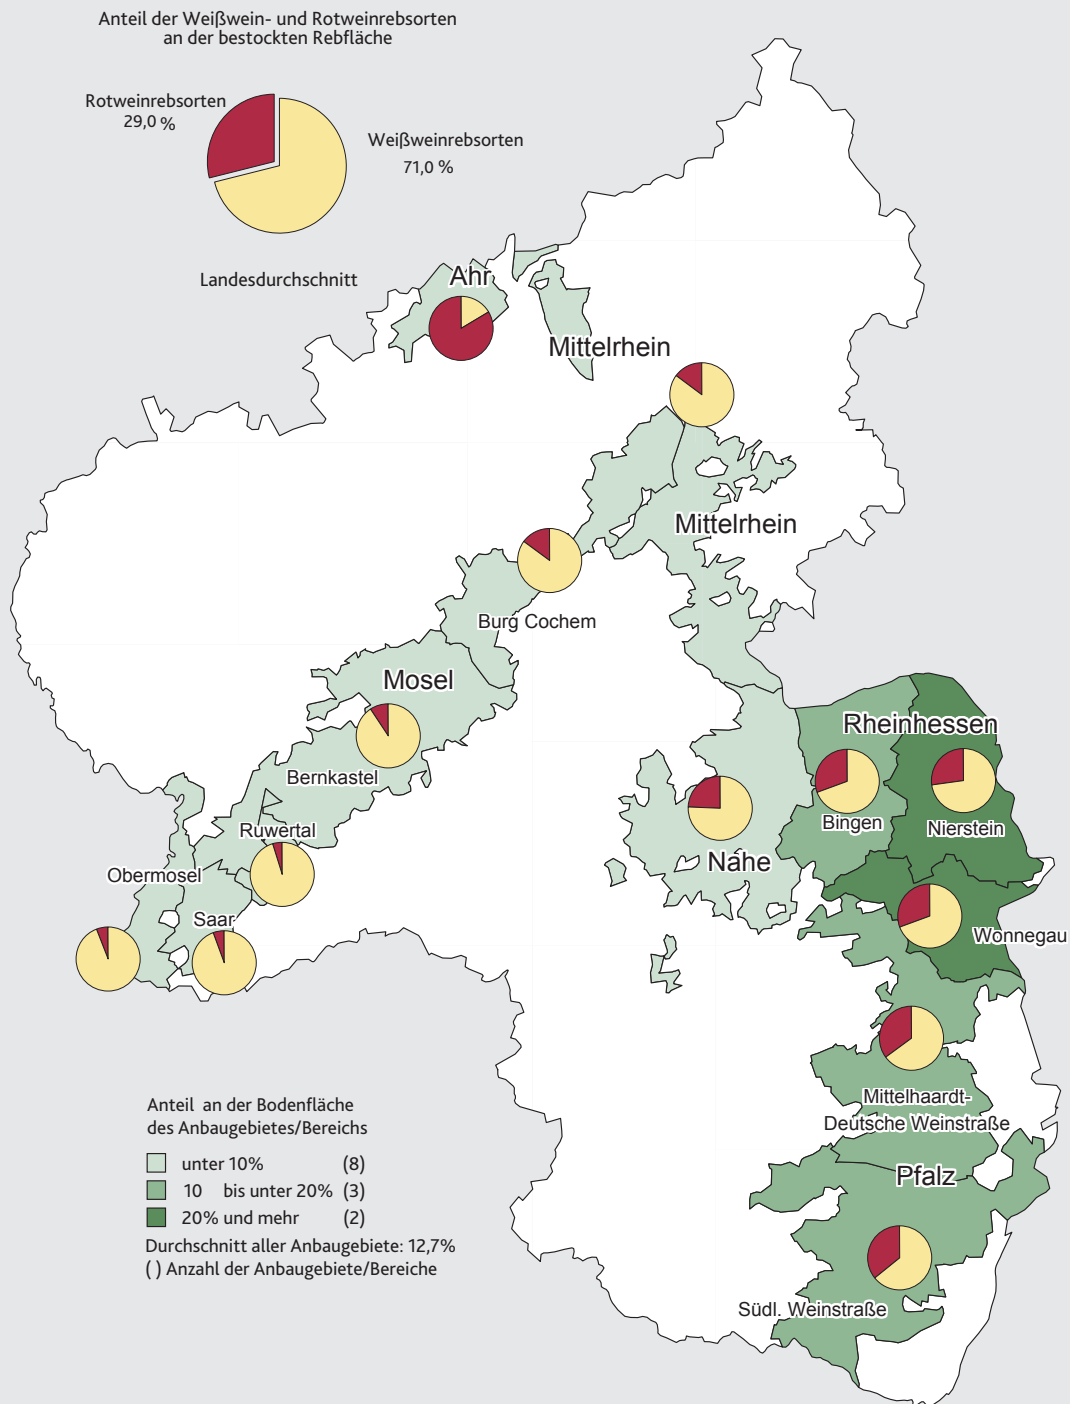 Anteil der Weißwein- und Rotweinrebsorten
an der bestockten Rebfläche
Rotweinrebsorten
29,0 %
Weißweinrebsorten
71,0 %
Landesdurchschnitt
Ahr
Mittelrhein
Mittelrhein
Burg Cochem
Mosel
Rheinhessen
Bernkastel
Bingen
Nierstein
Ruwertal
Nahe
Obermosel
Saar
Wonnegau
Mittelhaardt-
Deutsche Weinstraße
Pfalz
Südl. Weinstraße
Anteil an der Bodenfläche
des Anbaugebietes/Bereichs
unter 10% (8)
10 bis unter 20% (3)
20% und mehr (2)
Durchschnitt aller Anbaugebiete: 12,7%
( ) Anzahl der Anbaugebiete/Bereiche